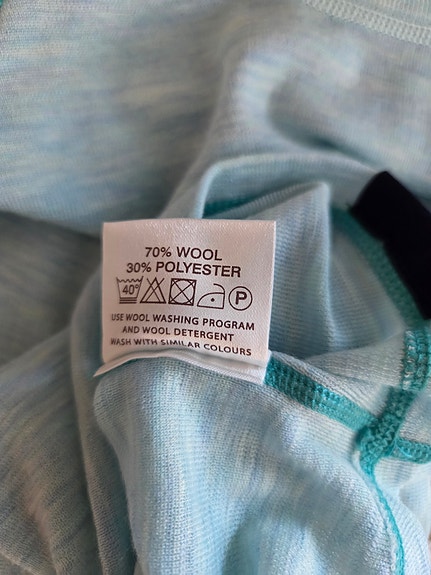 70% WOOL
30% POLYESTER
40° P
USE WOOL WASHING PROGRAM
AND WOOL DETERGENT
WASH WITH SIMILAR COLOURS